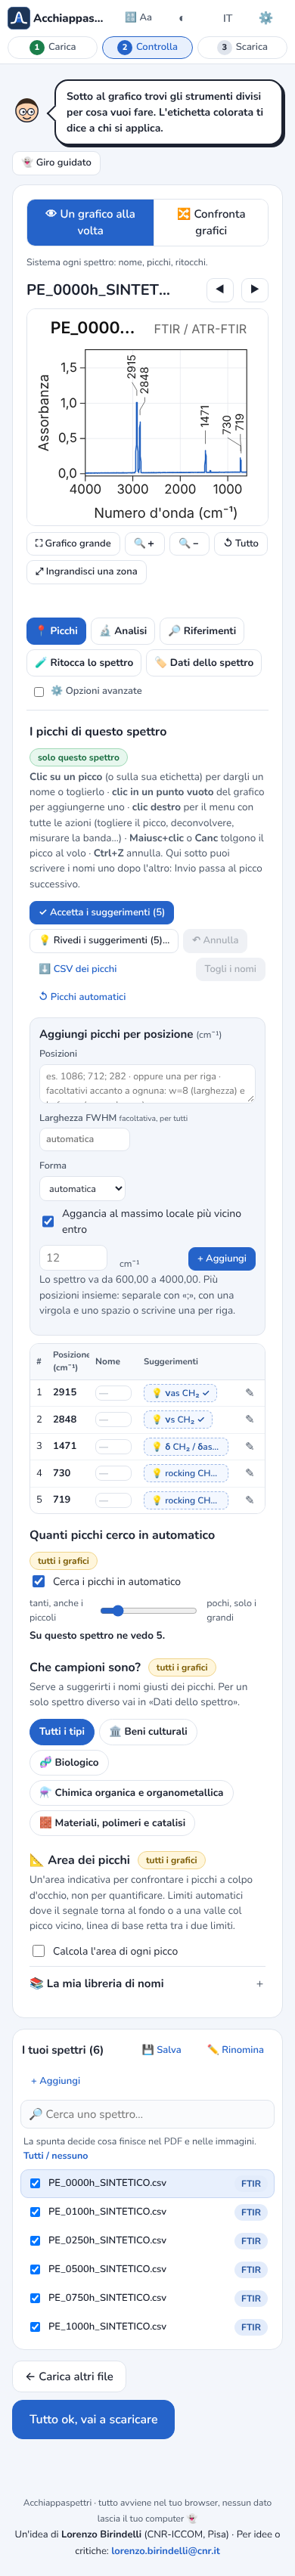 Acchiappas...
🔠 Aa
IT
1 Carica
2 Controlla
3 Scarica
Sotto al grafico trovi gli strumenti divisi
per cosa vuoi fare. L'etichetta colorata ti
dice a chi si applica.
👻 Giro guidato
👁 Un grafico alla
volta
🔀 Confronta
grafici
Sistema ogni spettro: nome, picchi, ritocchi.
PE_0000h_SINTET...
◀ ▶
PE_0000...
FTIR / ATR-FTIR
2915
2848
1471
730
719
Assorbanza
1,5
1,0
0,5
0,0
4000 3000 2000 1000
Numero d'onda (cm⁻¹)
⛶ Grafico grande
🔍 +
🔍 −
↺ Tutto
⤢ Ingrandisci una zona
📍 Picchi
🔬 Analisi
🔎 Riferimenti
🧪 Ritocca lo spettro
🏷️ Dati dello spettro
⚙️ Opzioni avanzate
I picchi di questo spettro
solo questo spettro
Clic su un picco (o sulla sua etichetta) per dargli un
nome o toglierlo · clic in un punto vuoto del grafico
per aggiungerne uno · clic destro per il menu con
tutte le azioni (togliere il picco, deconvolvere,
misurare la banda...) · Maiusc+clic o Canc tolgono il
picco al volo · Ctrl+Z annulla. Qui sotto puoi
scrivere i nomi uno dopo l'altro: Invio passa al picco
successivo.
✓ Accetta i suggerimenti (5)
💡 Rivedi i suggerimenti (5)...
↶ Annulla
⬇️ CSV dei picchi
Togli i nomi
↺ Picchi automatici
Aggiungi picchi per posizione (cm⁻¹)
Posizioni
es. 1086; 712; 282 · oppure una per riga ·
facoltativi accanto a ognuna: w=8 (larghezza) e
Larghezza FWHM facoltativa, per tutti
automatica
Forma
automatica
Aggancia al massimo locale più vicino
entro
12
cm⁻¹
+ Aggiungi
Lo spettro va da 600,00 a 4000,00. Più
posizioni insieme: separale con «;», con una
virgola e uno spazio o scrivine una per riga.
# Posizione (cm⁻¹) Nome Suggerimenti
1 2915 — 💡 νas CH₂ ✓ ✎
2 2848 — 💡 νs CH₂ ✓ ✎
3 1471 — 💡 δ CH₂ / δas... ✎
4 730 — 💡 rocking CH... ✎
5 719 — 💡 rocking CH... ✎
Quanti picchi cerco in automatico
tutti i grafici
Cerca i picchi in automatico
tanti, anche i
piccoli
pochi, solo i
grandi
Su questo spettro ne vedo 5.
Che campioni sono?
tutti i grafici
Serve a suggerirti i nomi giusti dei picchi. Per un
solo spettro diverso vai in «Dati dello spettro».
Tutti i tipi
🏛️ Beni culturali
🧬 Biologico
⚗️ Chimica organica e organometallica
🧱 Materiali, polimeri e catalisi
📐 Area dei picchi
tutti i grafici
Un'area indicativa per confrontare i picchi a colpo
d'occhio, non per quantificare. Limiti automatici
dove il segnale torna al fondo o a una valle col
picco vicino, linea di base retta tra i due limiti.
Calcola l'area di ogni picco
📚 La mia libreria di nomi
+
I tuoi spettri (6)
💾 Salva
✏️ Rinomina
+ Aggiungi
🔎 Cerca uno spettro...
La spunta decide cosa finisce nel PDF e nelle immagini.
Tutti / nessuno
PE_0000h_SINTETICO.csv FTIR
PE_0100h_SINTETICO.csv FTIR
PE_0250h_SINTETICO.csv FTIR
PE_0500h_SINTETICO.csv FTIR
PE_0750h_SINTETICO.csv FTIR
PE_1000h_SINTETICO.csv FTIR
← Carica altri file
Tutto ok, vai a scaricare
Acchiappaspettri · tutto avviene nel tuo browser, nessun dato
lascia il tuo computer 👻
Un'idea di Lorenzo Birindelli (CNR-ICCOM, Pisa) · Per idee o
critiche: lorenzo.birindelli@cnr.it